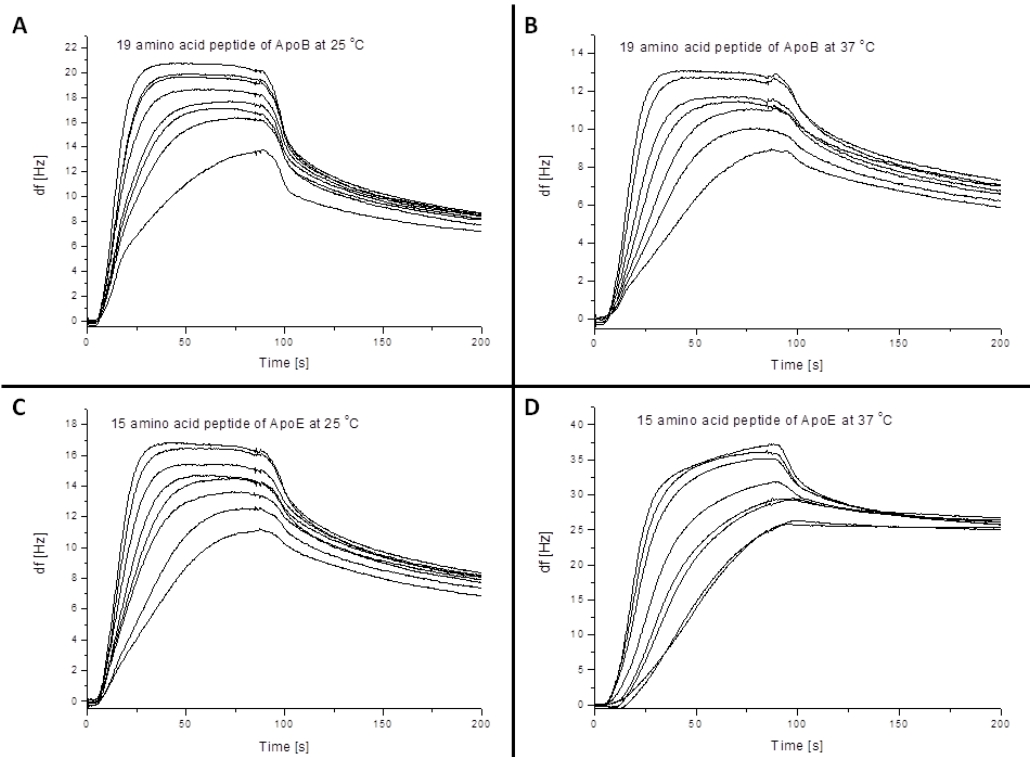 A
19 amino acid peptide of ApoB at 25 °C
22
20
18
16
14
12
10
8
6
4
2
0
df [Hz]
0 50 100 150 200
Time [s]
B
19 amino acid peptide of ApoB at 37 °C
14
12
10
8
6
4
2
0
df [Hz]
0 50 100 150 200
Time [s]
C
15 amino acid peptide of ApoE at 25 °C
18
16
14
12
10
8
6
4
2
0
df [Hz]
0 50 100 150 200
Time [s]
D
15 amino acid peptide of ApoE at 37 °C
40
35
30
25
20
15
10
5
0
df [Hz]
0 50 100 150 200
Time [s]